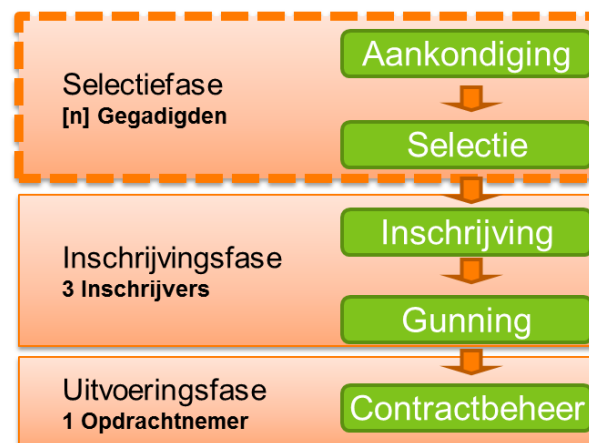 Selectiefase
[n] Gegadigden
Aankondiging
Selectie
Inschrijvingsfase
3 Inschrijvers
Inschrijving
Gunning
Uitvoeringsfase
1 Opdrachtnemer
Contractbeheer